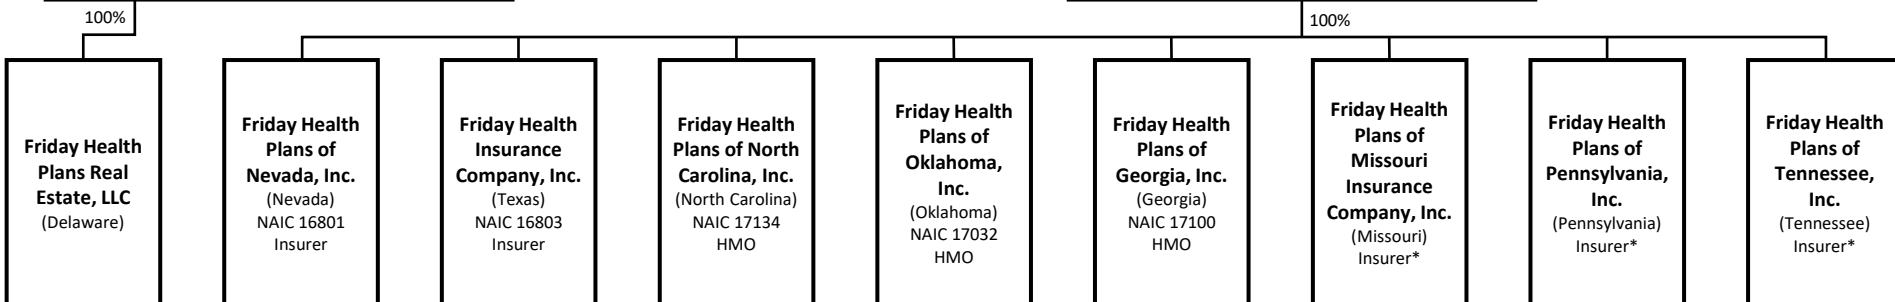 100%
100%
Friday Health
Plans Real
Estate, LLC
(Delaware)
Friday Health
Plans of
Nevada, Inc.
(Nevada)
NAIC 16801
Insurer
Friday Health
Insurance
Company, Inc.
(Texas)
NAIC 16803
Insurer
Friday Health
Plans of North
Carolina, Inc.
(North Carolina)
NAIC 17134
HMO
Friday Health
Plans of
Oklahoma,
Inc.
(Oklahoma)
NAIC 17032
HMO
Friday Health
Plans of
Georgia, Inc.
(Georgia)
NAIC 17100
HMO
Friday Health
Plans of
Missouri
Insurance
Company, Inc.
(Missouri)
Insurer*
Friday Health
Plans of
Pennsylvania,
Inc.
(Pennsylvania)
Insurer*
Friday Health
Plans of
Tennessee,
Inc.
(Tennessee)
Insurer*